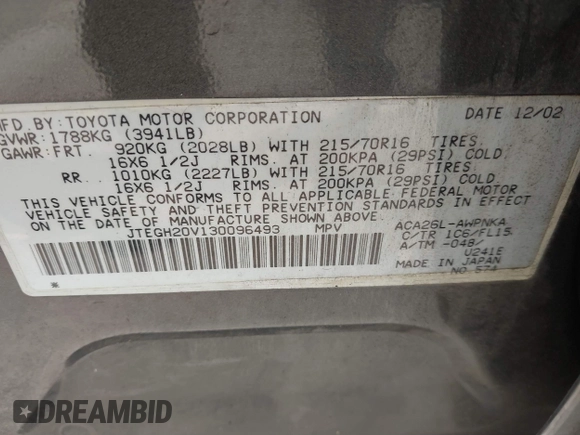 MFD. BY: TOYOTA MOTOR CORPORATION DATE 12/02
GVWR: 1788KG (3941LB)
GAWR: FRT. 920KG (2028LB) WITH 215/70R16 TIRES,
16X6 1/2J RIMS, AT 200KPA (29PSI) COLD
RR. 1010KG (2227LB) WITH 215/70R16 TIRES,
16X6 1/2J RIMS, AT 200KPA (29PSI) COLD
THIS VEHICLE CONFORMS TO ALL APPLICABLE FEDERAL MOTOR
VEHICLE SAFETY AND THEFT PREVENTION STANDARDS IN EFFECT
ON THE DATE OF MANUFACTURE SHOWN ABOVE.
JTEGH20V130096493 MPV
ACA26L-AWPNKA
C/TR 1C6/FL15
A/TM -048/
U241E
MADE IN JAPAN
NO 574
DREAMBID